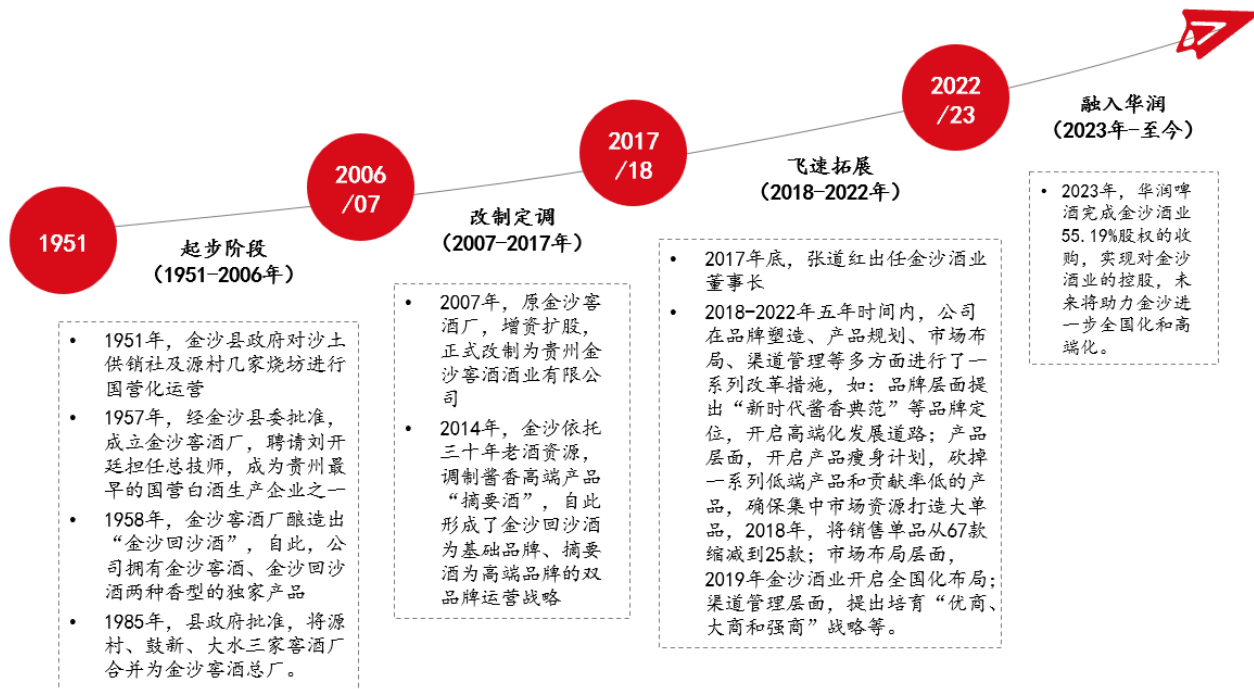 1951
起步阶段
(1951-2006年)
• 1951年，金沙县政府对沙土
供销社及源村几家烧坊进行
国营化运营
• 1957年，经金沙县委批准，
成立金沙窖酒厂，聘请刘开
廷担任总技师，成为贵州最
早的国营白酒生产企业之一
• 1958年，金沙窖酒厂酿造出
“金沙回沙酒”，自此，公
司拥有金沙窖酒、金沙回沙
酒两种香型的独家产品
• 1985年，县政府批准，将源
村、鼓新、大水三家窖酒厂
合并为金沙窖酒总厂。
2006
/07
改制定调
(2007-2017年)
• 2007年，原金沙窖
酒厂，增资扩股，
正式改制为贵州金
沙窖酒酒业有限公
司
• 2014年，金沙依托
三十年老酒资源，
调制酱香高端产品
“摘要酒”，自此
形成了金沙回沙酒
为基础品牌、摘要
酒为高端品牌的双
品牌运营战略
2017
/18
飞速拓展
(2018-2022年)
• 2017年底，张道红出任金沙酒业
董事长
• 2018-2022年五年时间内，公司
在品牌塑造、产品规划、市场布
局、渠道管理等多方面进行了一
系列改革措施，如：品牌层面提
出“新时代酱香典范”等品牌定
位，开启高端化发展道路；产品
层面，开启产品瘦身计划，砍掉
一系列低端产品和贡献率低的产
品，确保集中市场资源打造大单
品，2018年，将销售单品从67款
缩减到25款；市场布局层面，
2019年金沙酒业开启全国化布局；
渠道管理层面，提出培育“优商、
大商和强商”战略等。
2022
/23
融入华润
(2023年-至今)
• 2023年，华润啤
酒完成金沙酒业
55.19%股权的收
购，实现对金沙
酒业的控股，未
来将助力金沙进
一步全国化和高
端化。